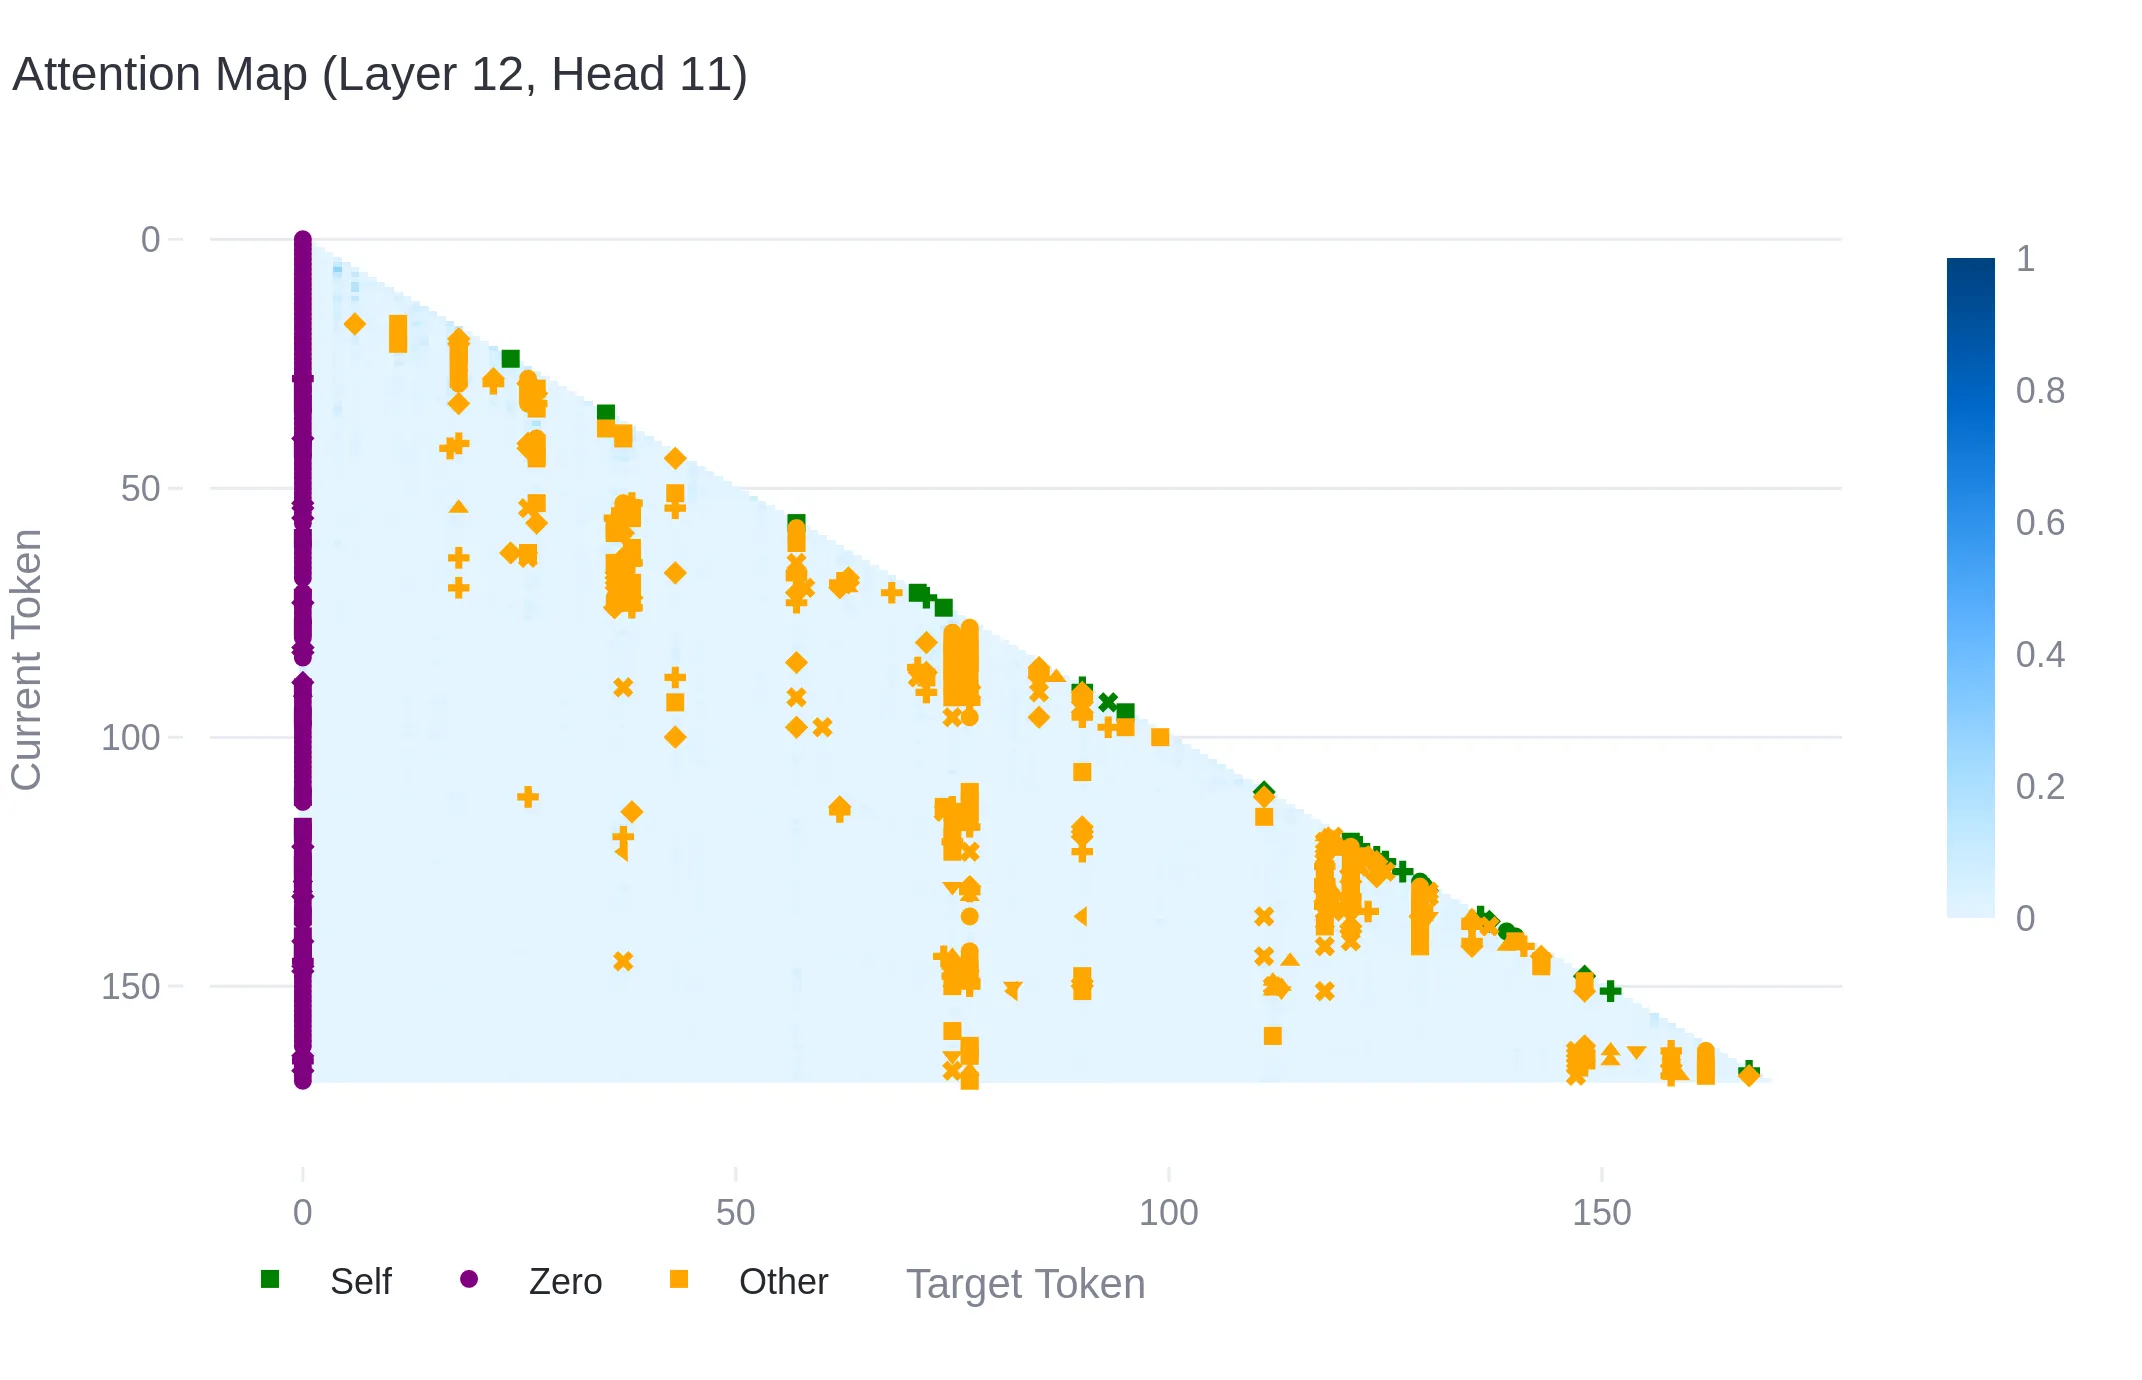 Attention Map (Layer 12, Head 11)
Current Token
0
50
100
150
1
0.8
0.6
0.4
0.2
0
0
50
100
150
Self
Zero
Other
Target Token